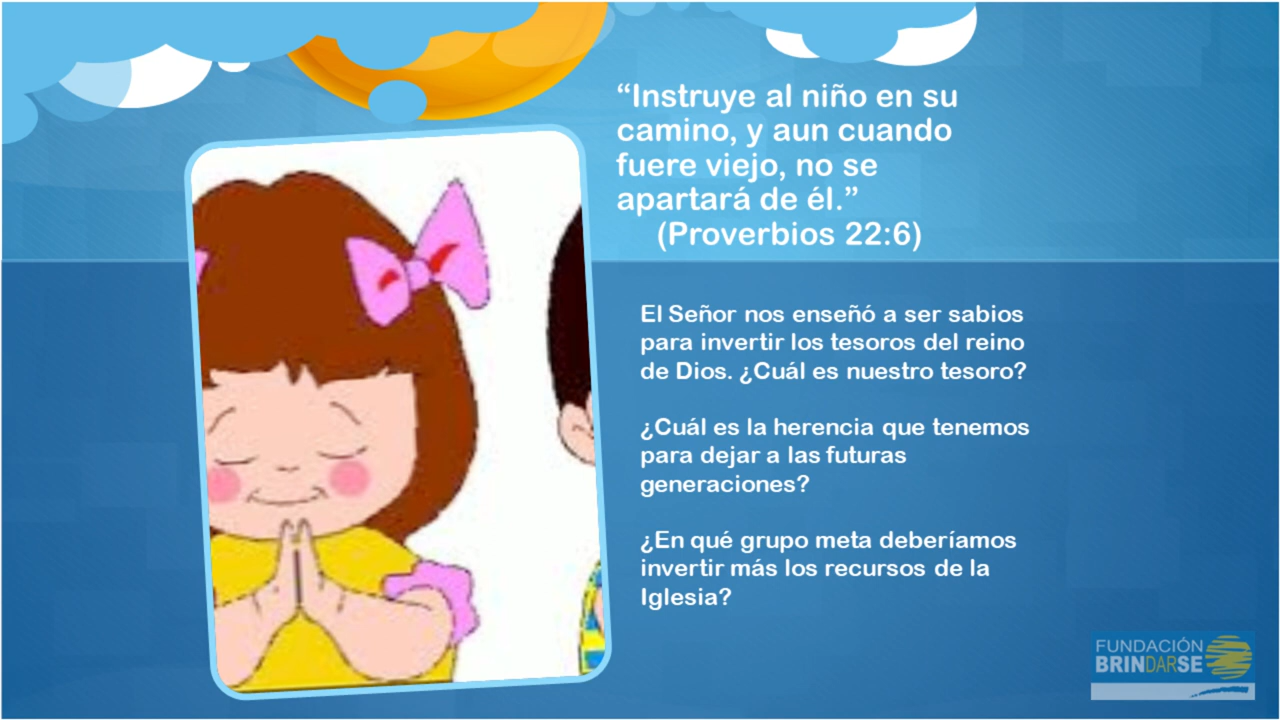 “Instruye al niño en su
camino, y aun cuando
fuere viejo, no se
apartará de él.”
(Proverbios 22:6)
El Señor nos enseñó a ser sabios
para invertir los tesoros del reino
de Dios. ¿Cuál es nuestro tesoro?
¿Cuál es la herencia que tenemos
para dejar a las futuras
generaciones?
¿En qué grupo meta deberíamos
invertir más los recursos de la
Iglesia?
FUNDACIÓN
BRINDARSE